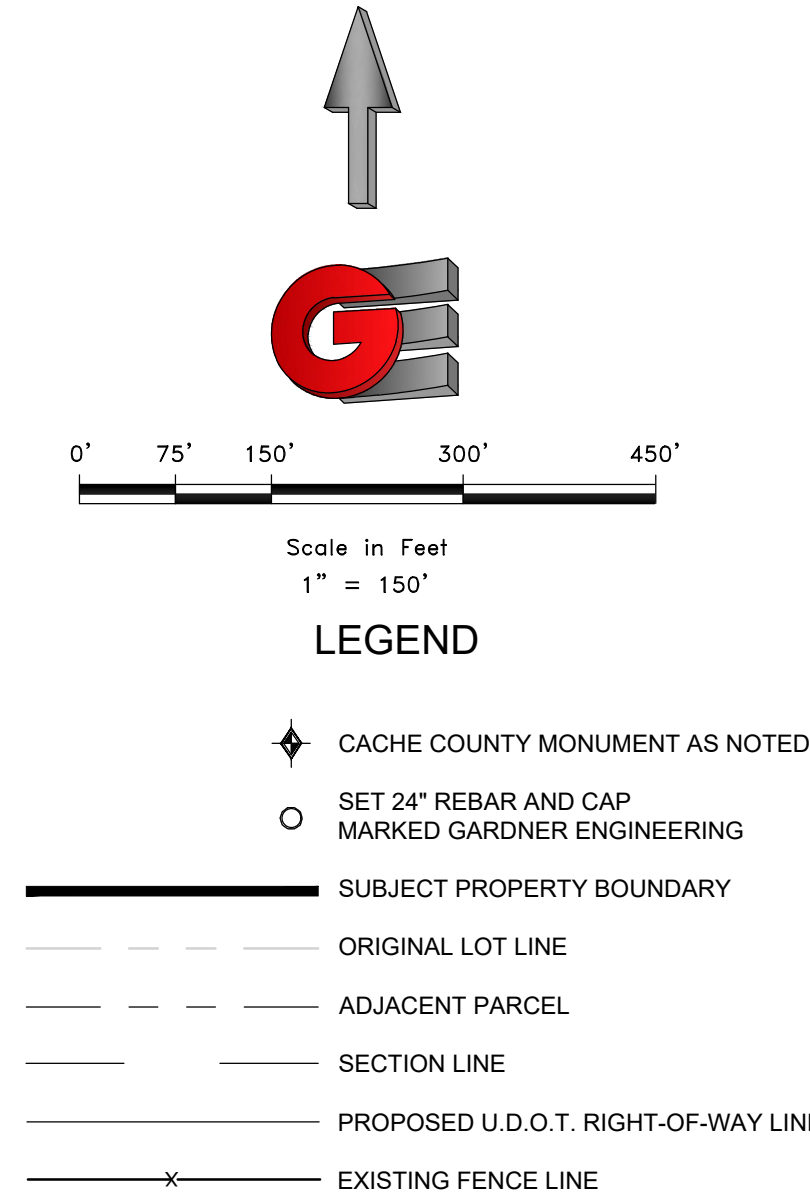 GE
0' 75' 150' 300' 450'
Scale in Feet
1" = 150'
LEGEND
CACHE COUNTY MONUMENT AS NOTED
SET 24" REBAR AND CAP
MARKED GARDNER ENGINEERING
SUBJECT PROPERTY BOUNDARY
ORIGINAL LOT LINE
ADJACENT PARCEL
SECTION LINE
PROPOSED U.D.O.T. RIGHT-OF-WAY LIN
X EXISTING FENCE LINE